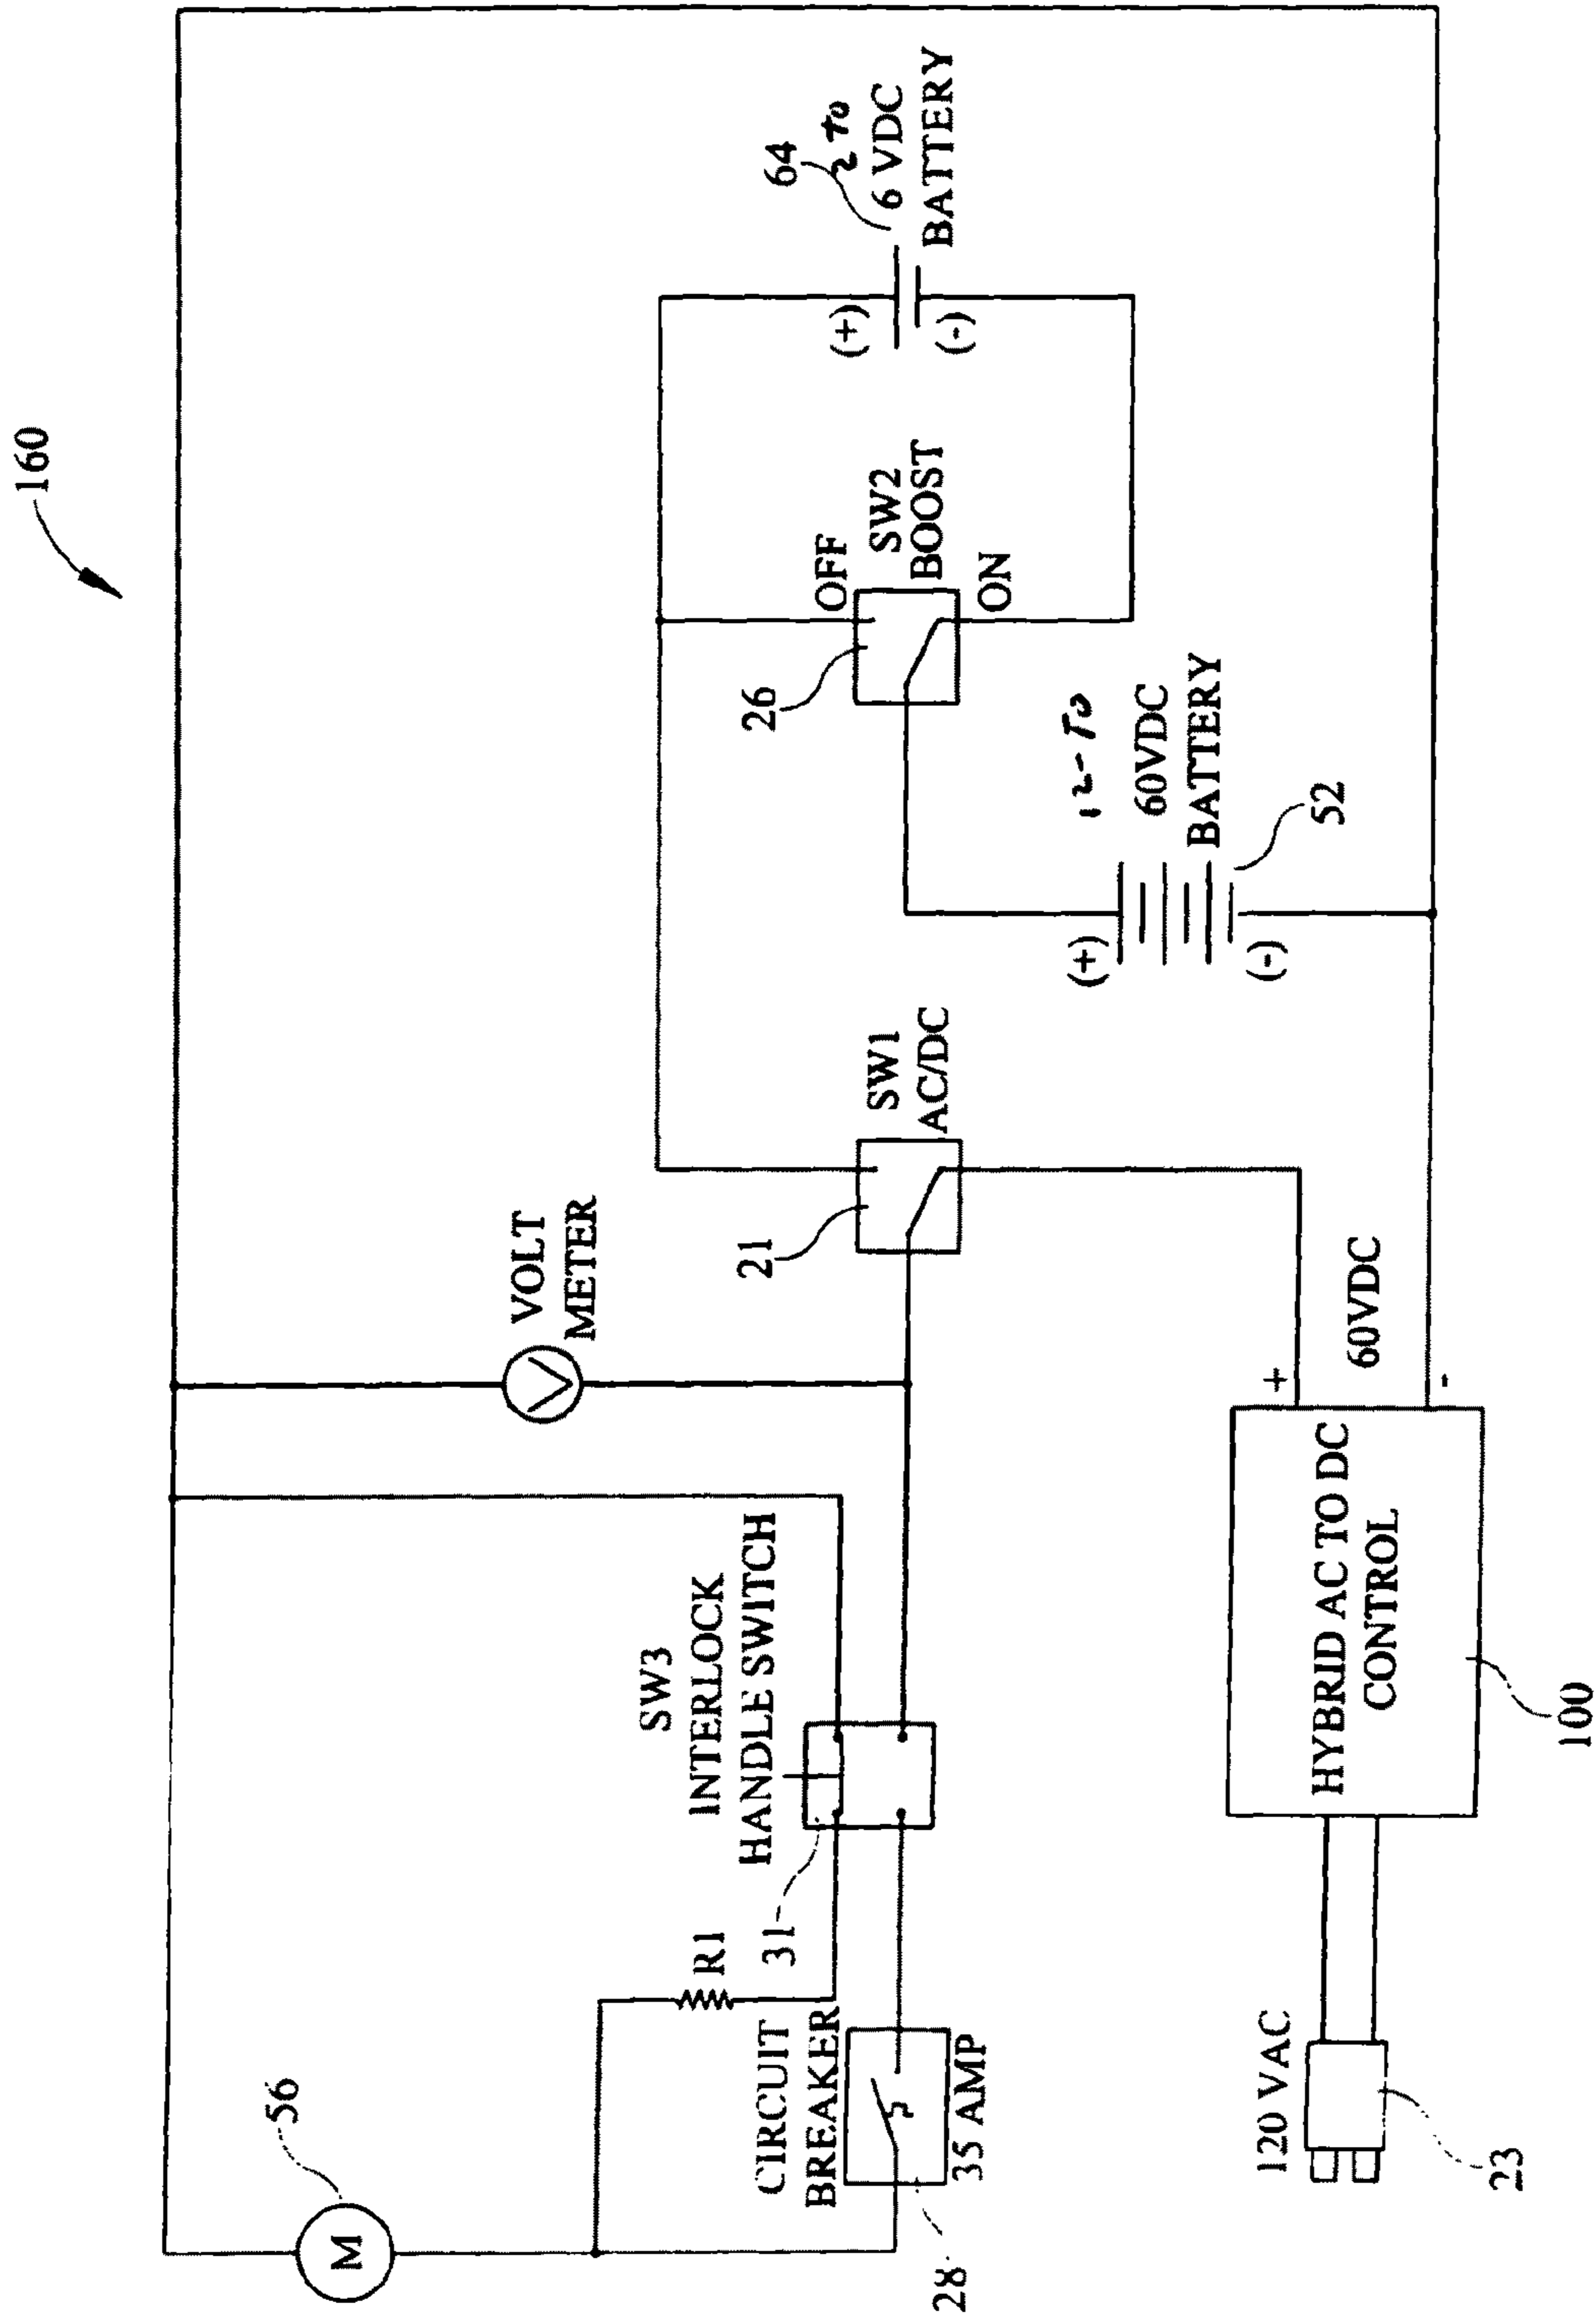 160
56
M
CIRCUIT
BREAKER
35 AMP
28
R1
31
SW3
INTERLOCK
HANDLE SWITCH
VOLT
METER
V
21
SW1
AC/DC
26
OFF
SW2
BOOST
ON
64
2 TO
6 VDC
BATTERY
(+)
(-)
12-TO
60VDC
BATTERY
(+)
(-)
52
120 VAC
23
HYBRID AC TO DC
CONTROL
100
+
60VDC
-